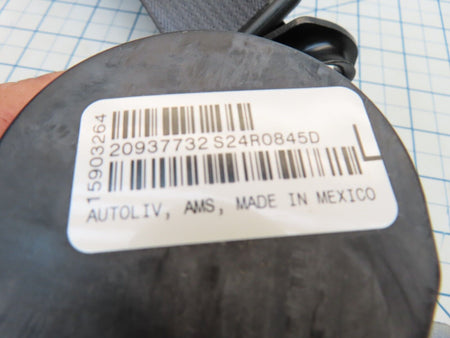 15903264
20937732 S24R0845D
L
AUTOLIV, AMS, MADE IN MEXICO